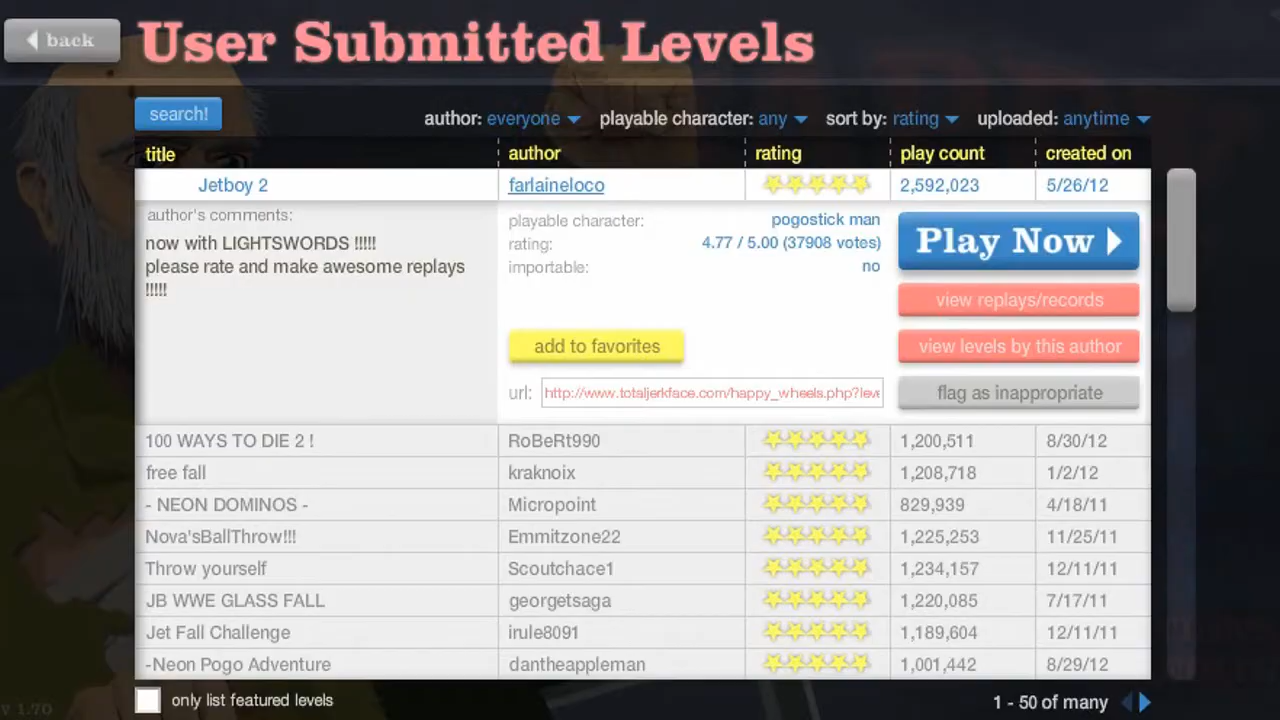 back
User Submitted Levels
search!
author: everyone playable character: any sort by: rating uploaded: anytime
title author rating play count created on
Jetboy 2 farlaineloco 2,592,023 5/26/12
author's comments:
now with LIGHTSWORDS !!!!!
please rate and make awesome replays
!!!!!
playable character: pogostick man
rating: 4.77 / 5.00 (37908 votes)
importable: no
add to favorites
url: http://www.totaljerkface.com/happy_wheels.php?leve
Play Now
view replays/records
view levels by this author
flag as inappropriate
100 WAYS TO DIE 2 ! RoBeRt990 1,200,511 8/30/12
free fall kraknoix 1,208,718 1/2/12
- NEON DOMINOS - Micropoint 829,939 4/18/11
Nova'sBallThrow!!! Emmitzone22 1,225,253 11/25/11
Throw yourself Scoutchace1 1,234,157 12/11/11
JB WWE GLASS FALL georgetsaga 1,220,085 7/17/11
Jet Fall Challenge irule8091 1,189,604 12/11/11
-Neon Pogo Adventure dantheappleman 1,001,442 8/29/12
only list featured levels
1 - 50 of many
v 1.70